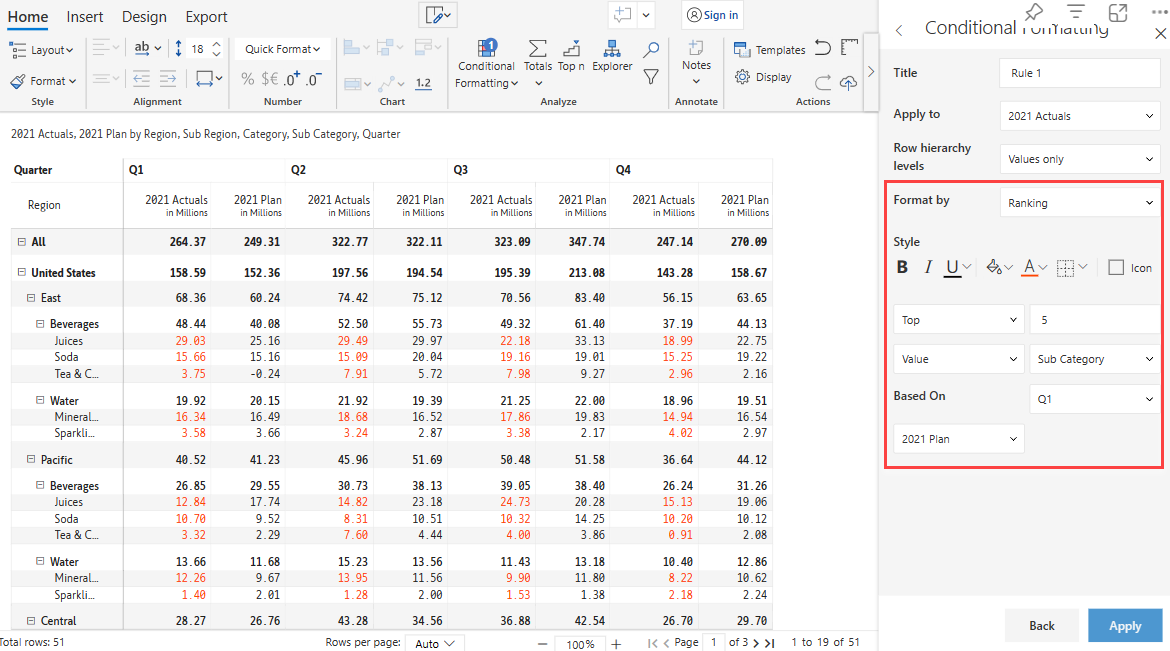 Home Insert Design Export
Sign in
Layout
Format
Style
ab 18
Alignment
Quick Format
% $€ .0+ .0-
Number
1.2
Chart
Conditional Formatting
Totals
Top n
Explorer
Analyze
Notes
Annotate
Templates
Display
Actions
2021 Actuals, 2021 Plan by Region, Sub Region, Category, Sub Category, Quarter
Quarter Q1 Q2 Q3 Q4
Region 2021 Actuals 2021 Plan 2021 Actuals 2021 Plan 2021 Actuals 2021 Plan 2021 Actuals 2021 Plan
in Millions in Millions in Millions in Millions in Millions in Millions in Millions in Millions
All 264.37 249.31 322.77 322.11 323.09 347.74 247.14 270.09
United States 158.59 152.36 197.56 194.54 195.39 213.08 143.28 158.67
East 68.36 60.24 74.42 75.12 70.56 83.40 56.15 63.65
Beverages 48.44 40.08 52.50 55.73 49.32 61.40 37.19 44.13
Juices 29.03 25.16 29.49 29.97 22.18 33.13 18.99 22.75
Soda 15.66 15.16 15.09 20.04 19.16 19.01 15.25 19.22
Tea & C... 3.75 -0.24 7.91 5.72 7.98 9.27 2.96 2.16
Water 19.92 20.15 21.92 19.39 21.25 22.00 18.96 19.51
Mineral... 16.34 16.49 18.68 16.52 17.86 19.83 14.94 16.54
Sparkli... 3.58 3.66 3.24 2.87 3.38 2.17 4.02 2.97
Pacific 40.52 41.23 45.96 51.69 50.48 51.58 36.64 44.12
Beverages 26.85 29.55 30.73 38.13 39.05 38.40 26.24 31.26
Juices 12.84 17.74 14.82 23.18 24.73 20.28 15.13 19.06
Soda 10.70 9.52 8.31 10.51 10.32 14.25 10.20 10.12
Tea & C... 3.32 2.29 7.60 4.44 4.00 3.86 0.91 2.08
Water 13.66 11.68 15.23 13.56 11.43 13.18 10.40 12.86
Mineral... 12.26 9.67 13.95 11.56 9.90 11.80 8.22 10.62
Sparkli... 1.40 2.01 1.28 2.00 1.53 1.38 2.18 2.24
Central 28.27 26.76 43.28 34.56 36.88 42.54 26.70 29.70
Total rows: 51 Rows per page: Auto 100% Page 1 of 3 1 to 19 of 51
Conditional Formatting
Title Rule 1
Apply to 2021 Actuals
Row hierarchy levels Values only
Format by Ranking
Style
B I U A Icon
Top 5
Value Sub Category
Based On Q1
2021 Plan
Back Apply